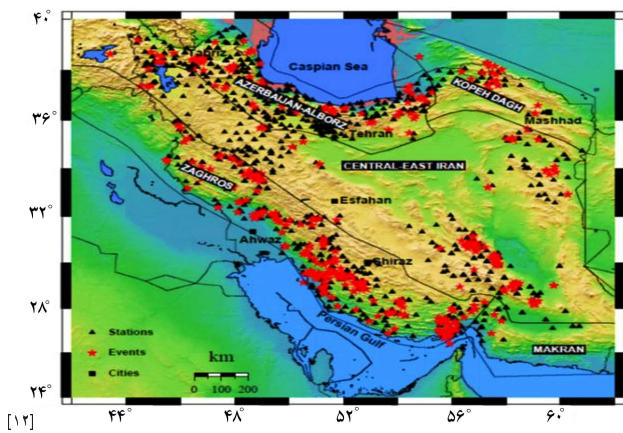 ۴۰°
Caspian Sea
Tabriz
AZERBAIJAN-ALBORZ
KOPEH DAGH
۳۶°
Mashhad
Tehran
CENTRAL-EAST IRAN
ZAGHROS
۳۲°
Esfahan
Ahwaz
Shiraz
۲۸°
Persian Gulf
Stations
Events
Cities
km
0 100 200
MAKRAN
۲۴°
[۱۲]
۴۴° ۴۸° ۵۲° ۵۶° ۶۰°